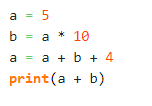 a = 5
b = a * 10
a = a + b + 4
print(a + b)